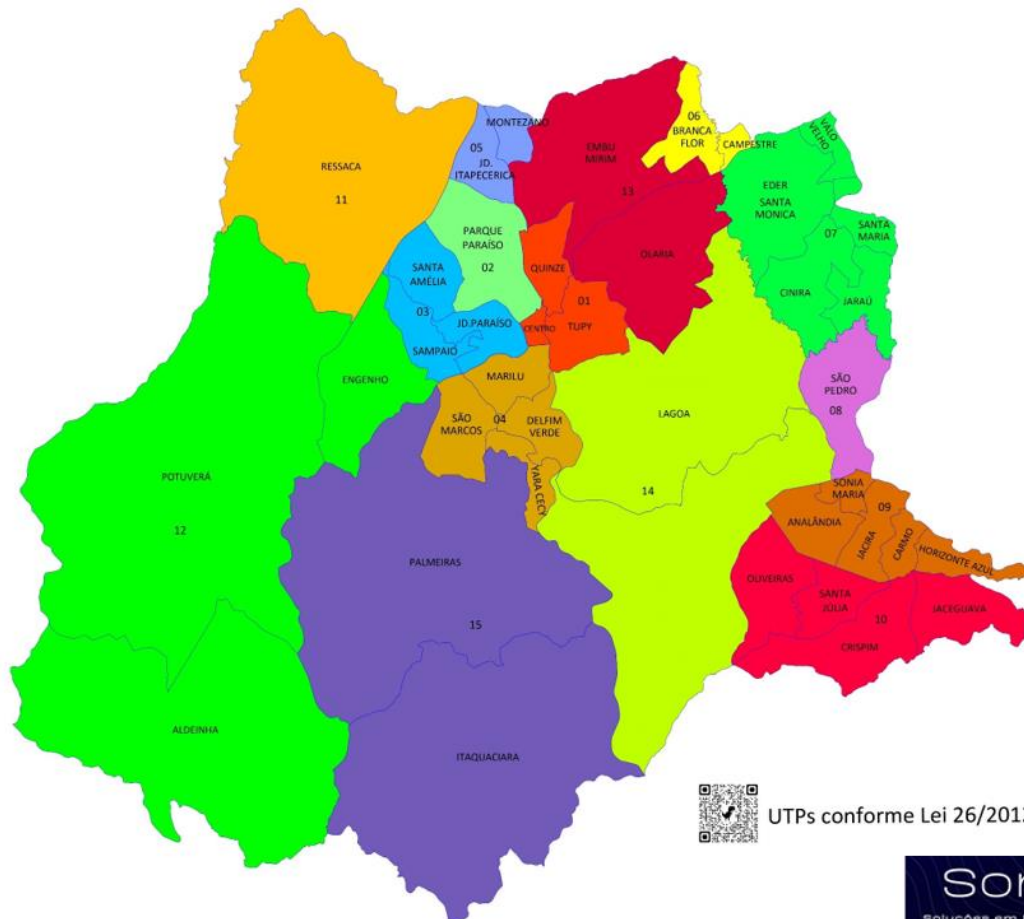 MONTEZANO
05
JD.
ITAPECERICA
RESSACA
11
EMBU
MIRIM
13
06
BRANCA
FLOR
CAMPESTRE
VALO
VELHO
EDER
SANTA
MONICA
07
SANTA
MARIA
CINIRA
JARAÚ
PARQUE
PARAÍSO
02
OLARIA
QUINZE
01
TUPY
CENTRO
SANTA
AMÉLIA
03
JD.PARAÍSO
SAMPAIO
ENGENHO
MARILU
SÃO
MARCOS
04
DELFIM
VERDE
YARA CECY
LAGOA
14
SÃO
PEDRO
08
POTUVERÁ
12
SONIA
MARIA
09
ANALÂNDIA
JACIRA
CARMO
HORIZONTE AZUL
PALMEIRAS
15
OLIVEIRAS
SANTA
JÚLIA
10
JACEGUAVA
CRISPIM
ALDEINHA
ITAQUACIARA
UTPs conforme Lei 26/201
Sor
Soluções em